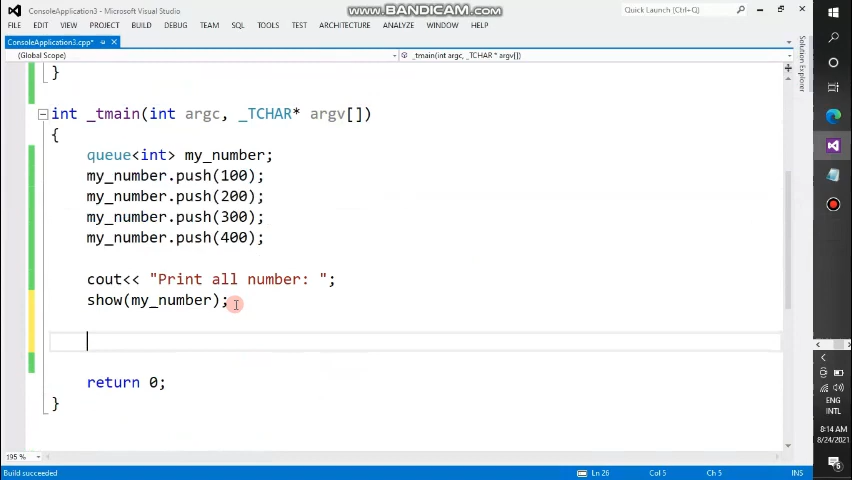 ConsoleApplication3 - Microsoft Visual Studio
WWW.BANDICAM.COM
Quick Launch (Ctrl+Q)
FILE EDIT VIEW PROJECT BUILD DEBUG TEAM SQL TOOLS TEST ARCHITECTURE ANALYZE WINDOW HELP
ConsoleApplication3.cpp*
(Global Scope)
_tmain(int argc, _TCHAR * argv[])
Solution Explorer
}
int _tmain(int argc, _TCHAR* argv[])
{
queue<int> my_number;
my_number.push(100);
my_number.push(200);
my_number.push(300);
my_number.push(400);
cout<< "Print all number: ";
show(my_number);
return 0;
}
195 %
Build succeeded
Ln 26
Col 5
Ch 5
INS
ENG
INTL
8:14 AM
8/24/2021